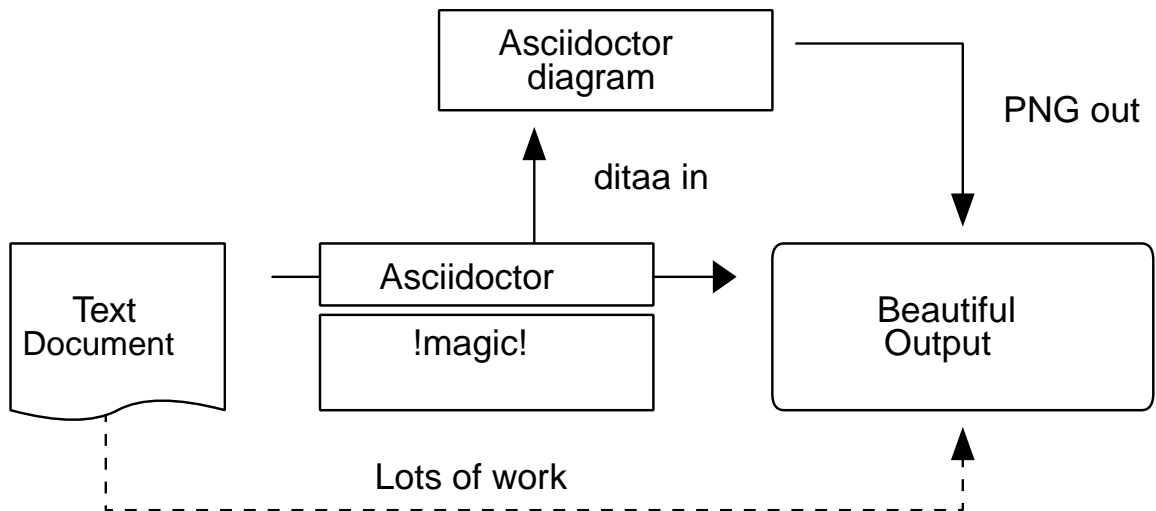 Asciidoctor
diagram
PNG out
ditaa in
Text
Document
Asciidoctor
!magic!
Beautiful
Output
Lots of work